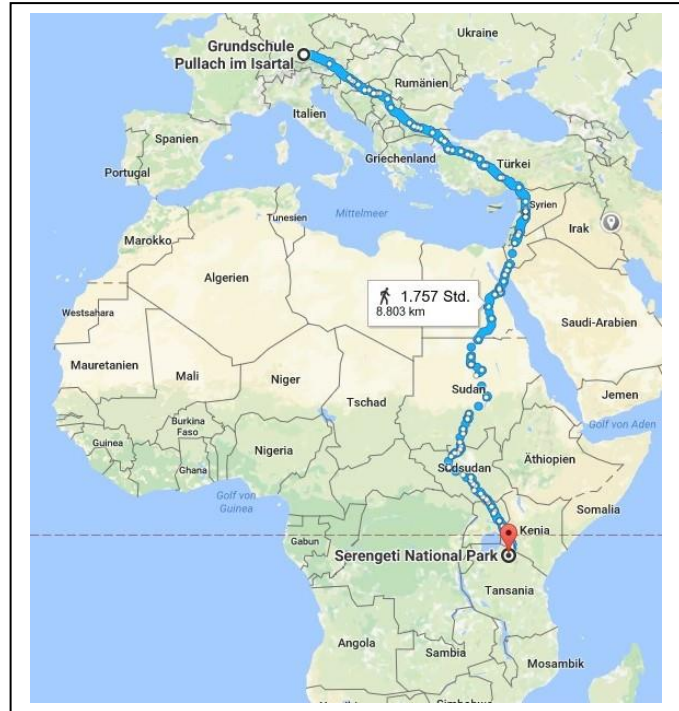 Grundschule
Pullach im Isartal
Ukraine
Rumänien
Italien
Spanien
Portugal
Griechenland
Türkei
Tunesien
Mittelmeer
Syrien
Irak
Marokko
Algerien
1.757 Std.
8.803 km
Westsahara
Saudi-Arabien
Mauretanien
Mali
Niger
Tschad
Sudan
Jemen
Golf von Aden
Burkina
Faso
Guinea
Nigeria
Ghana
Südsudan
Äthiopien
Golf von
Guinea
Somalia
Gabun
Kenia
Serengeti National Park
Tansania
Angola
Sambia
Mosambik